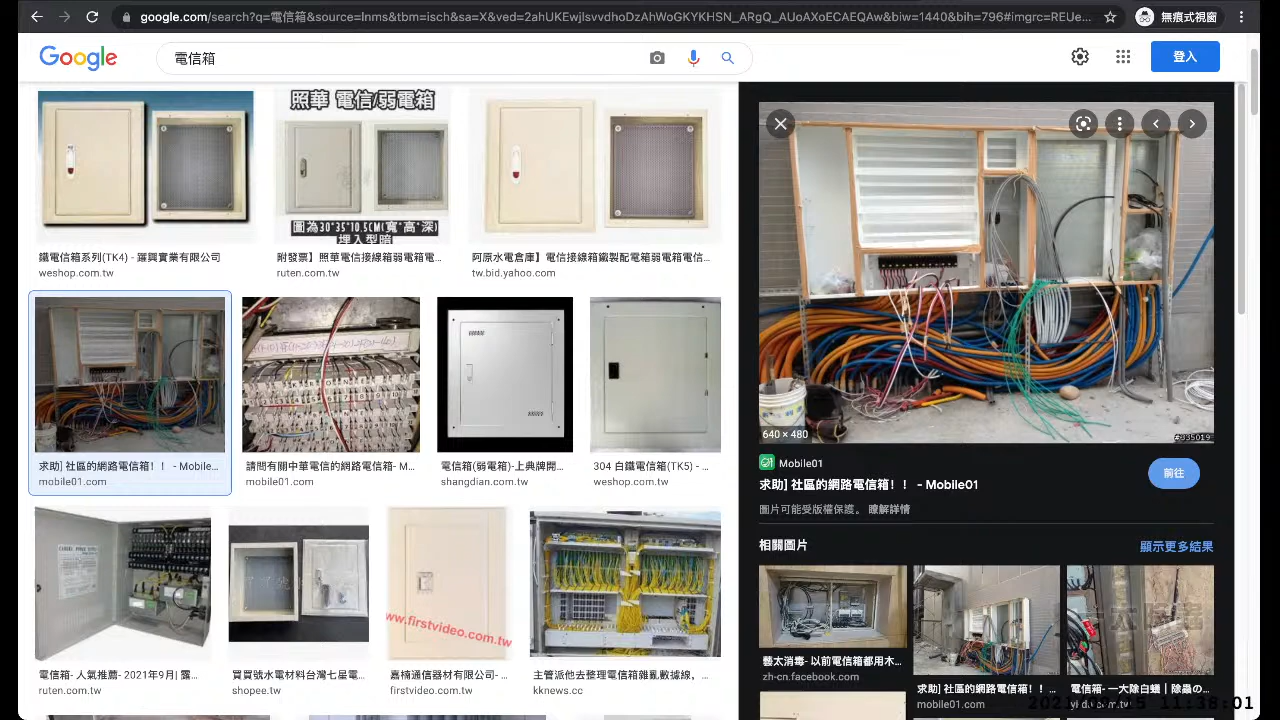 google.com/search?q=電信箱&source=lnms&tbm=isch&sa=X&ved=2ahUKEwjIsvvdhoDzAhWoGKYKHSN_ARgQ_AUoAXoECAEQAw&biw=1440&bih=796#imgrc=REUe...
無痕式視窗
Google
電信箱
登入
照華 電信/弱電箱
圖為30*35*10.5CM(寬*高*深)
埋入型暗
鐵電信箱系列(TK4) - 鑼興實業有限公司
weshop.com.tw
附發票】照華電信接線箱弱電箱電...
ruten.com.tw
阿原水電倉庫】電信接線箱鐵製配電箱弱電箱電信...
tw.bid.yahoo.com
求助] 社區的網路電信箱！！ - Mobile...
mobile01.com
請問有關中華電信的網路電信箱- M...
mobile01.com
電信箱(弱電箱)-上典牌開...
shangdian.com.tw
304 白鐵電信箱(TK5) - ...
weshop.com.tw
www.firstvideo.com.tw
電信箱- 人氣推薦- 2021年9月| 露...
ruten.com.tw
買買號水電材料台灣七星電...
shopee.tw
嘉楠通信器材有限公司- ...
firstvideo.com.tw
主管派他去整理電信箱雜亂數據線，...
kknews.cc
640 × 480
#335019
Mobile01
求助] 社區的網路電信箱！！ - Mobile01
前往
圖片可能受版權保護。 瞭解詳情
相關圖片
顯示更多結果
藝太消毒- 以前電信箱都用木...
zh-cn.facebook.com
求助] 社區的網路電信箱！！ ...
mobile01.com
電信箱- 一大除白蟻 | 除蟲の...
yi-du.com.tw
11:38:01